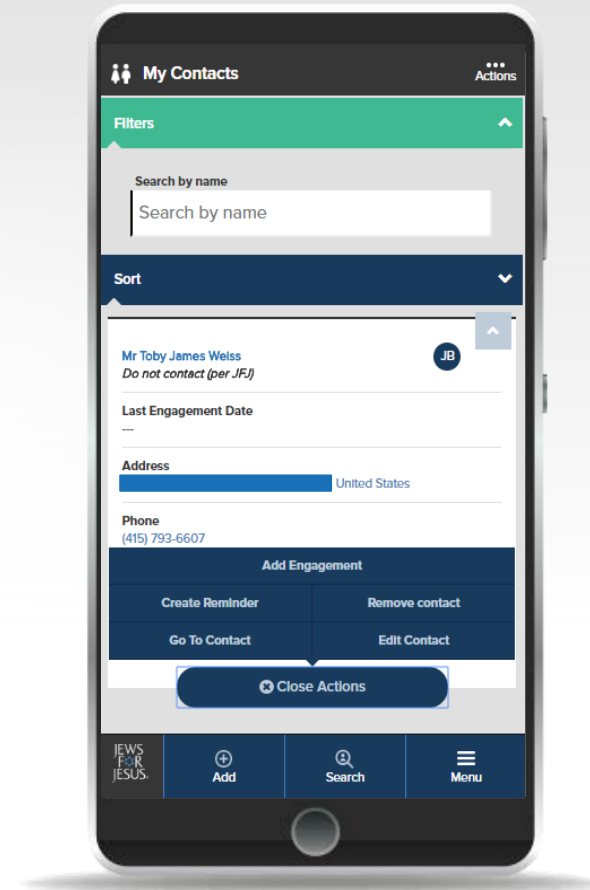 My Contacts
Actions
Filters
Search by name
Search by name
Sort
Mr Toby James Weiss
JB
Do not contact (per JFJ)
Last Engagement Date
---
Address
United States
Phone
(415) 793-6607
Add Engagement
Create Reminder
Remove contact
Go To Contact
Edit Contact
Close Actions
JEWS
FOR
JESUS.
Add
Search
Menu